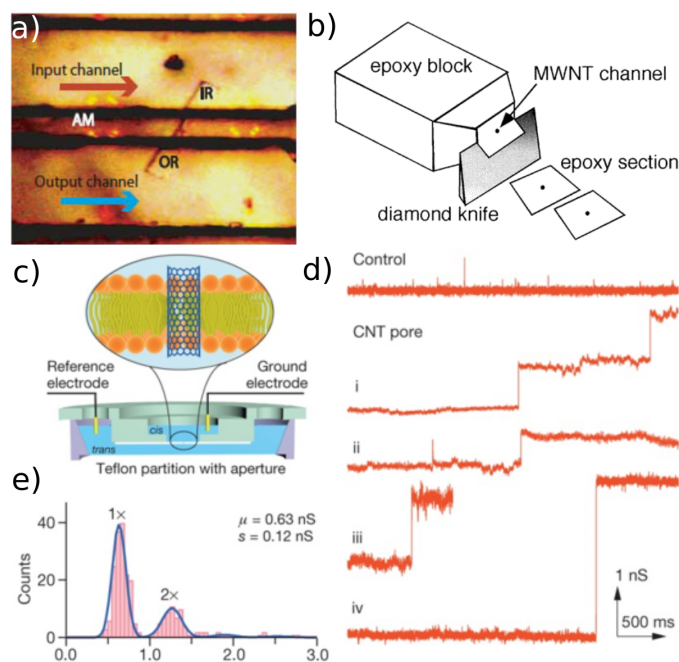 a)
Input channel
IR
AM
OR
Output channel
b)
epoxy block
MWNT channel
epoxy section
diamond knife
c)
Reference
electrode
Ground
electrode
cis
trans
Teflon partition with aperture
d)
Control
CNT pore
i
ii
iii
iv
1 nS
500 ms
e)
1×
2×
μ = 0.63 nS
s = 0.12 nS
Counts
40
20
0
0.0
1.0
2.0
3.0